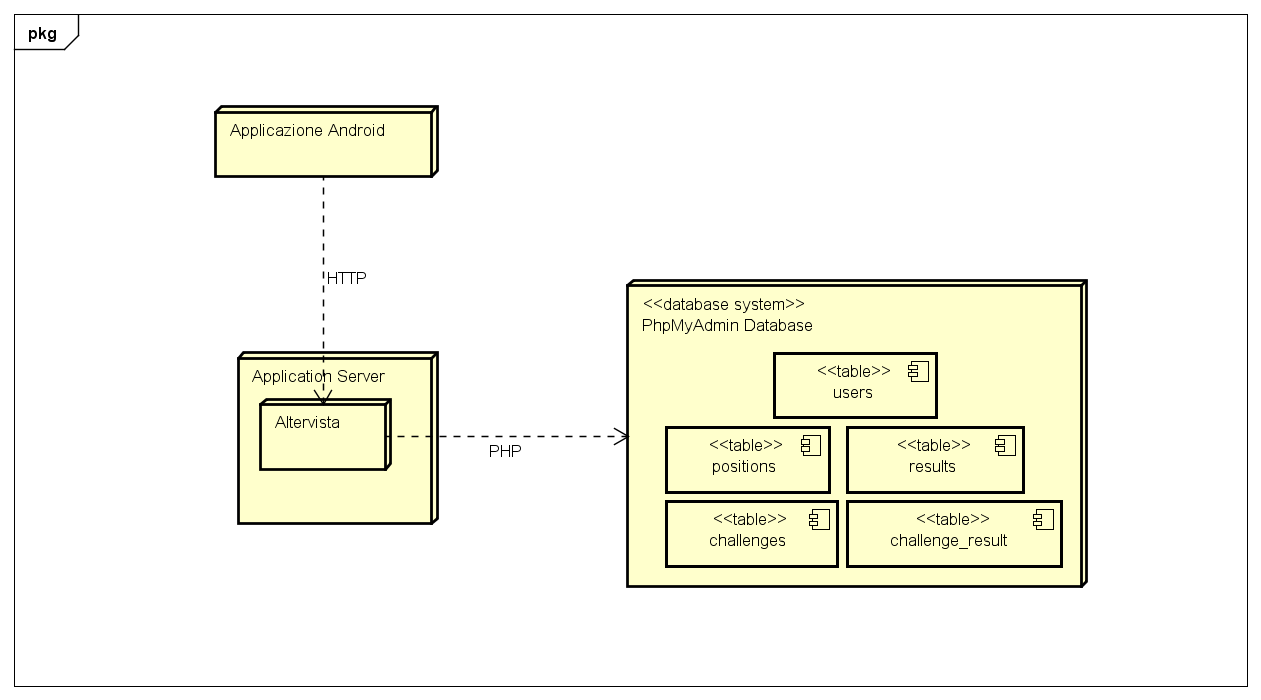 pkg
Applicazione Android
HTTP
Application Server
Altervista
PHP
<<database system>>
PhpMyAdmin Database
<<table>>
users
<<table>>
positions
<<table>>
results
<<table>>
challenges
<<table>>
challenge_result